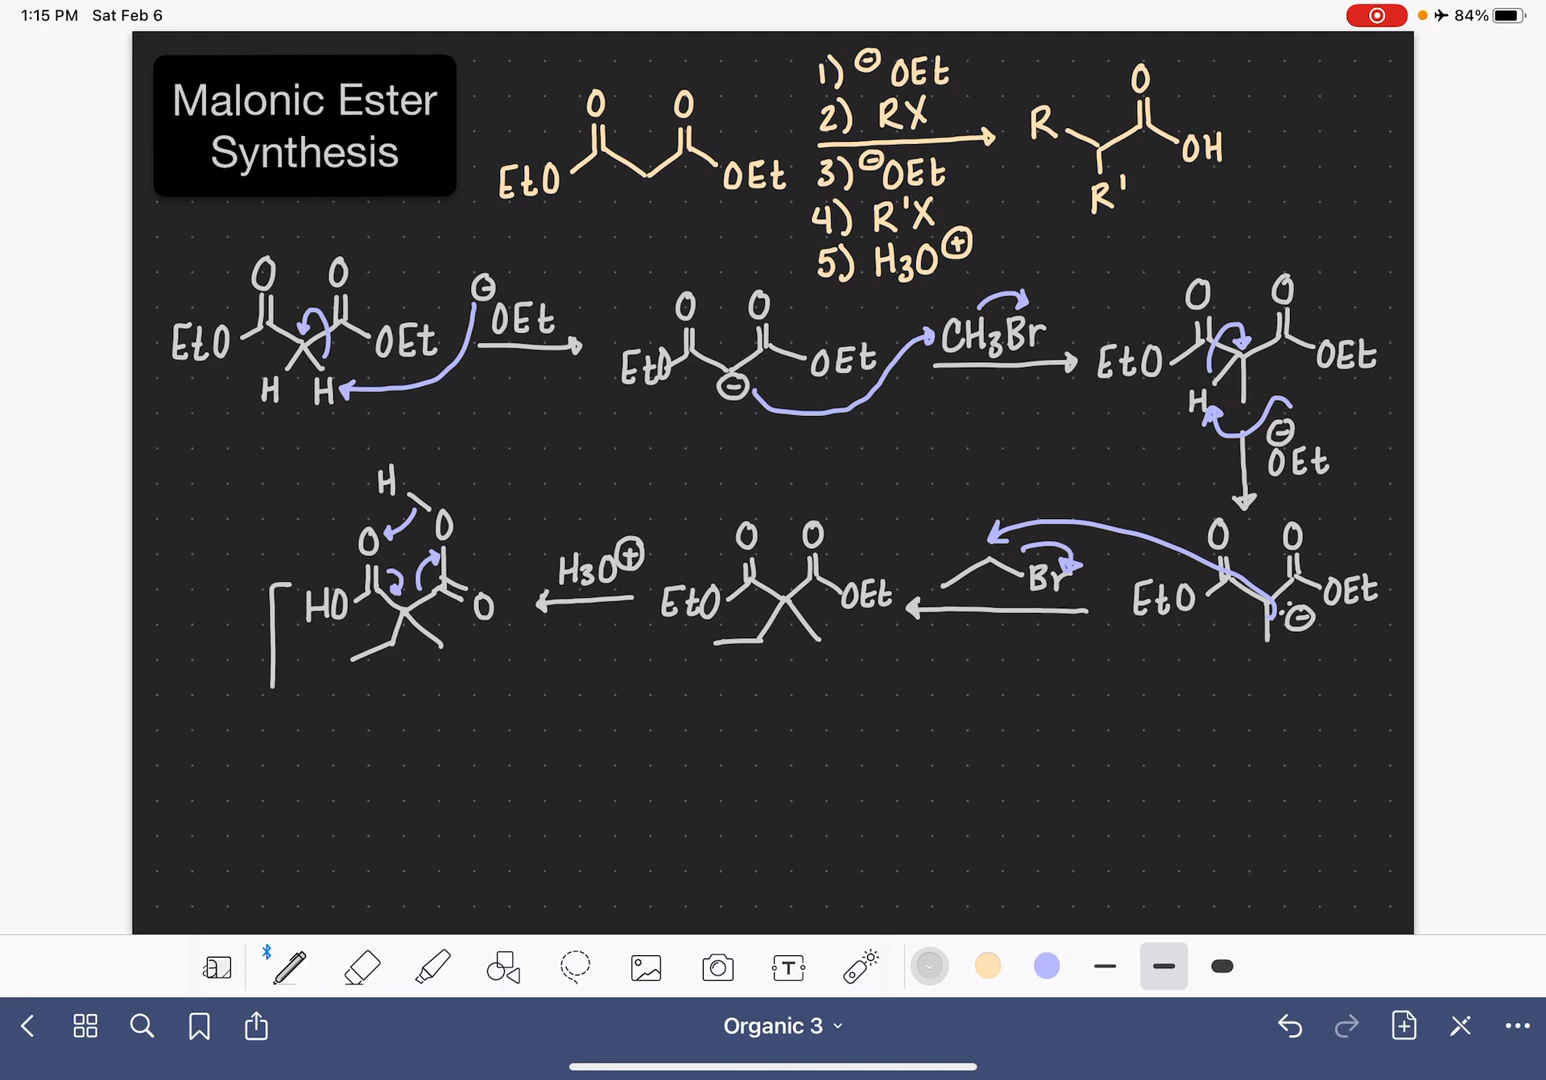 1:15 PM Sat Feb 6
84%
Malonic Ester
Synthesis
O O
EtO OEt
1) ⊖OEt
2) RX
3) ⊖OEt
4) R'X
5) H3O⊕
O
R OH
R'
O O
EtO OEt
H H
⊖
OEt
O O
EtO OEt
⊖
CH3Br
O O
EtO OEt
H
⊖
OEt
H
O O
HO O
H3O⊕
O O
EtO OEt
Br
O O
EtO OEt
⊖
a
T
Organic 3